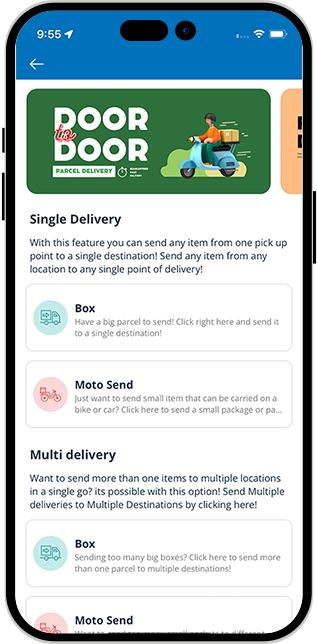 9:55
DOOR
to
DOOR
PARCEL DELIVERY
Single Delivery
With this feature you can send any item from one pick up
point to a single destination! Send any item from any
location to any single point of delivery!
Box
Have a big parcel to send! Click right here and send it
to a single destination!
Moto Send
Just want to send small item that can be carried on a
bike or car? Click here to send a small package or pa...
Multi delivery
Want to send more than one items to multiple locations
in a single go? its possible with this option! Send Multiple
deliveries to Multiple Destinations by clicking here!
Box
Sending too many big boxes? Click here to send more
than one parcel to multiple destinations!
Moto Send